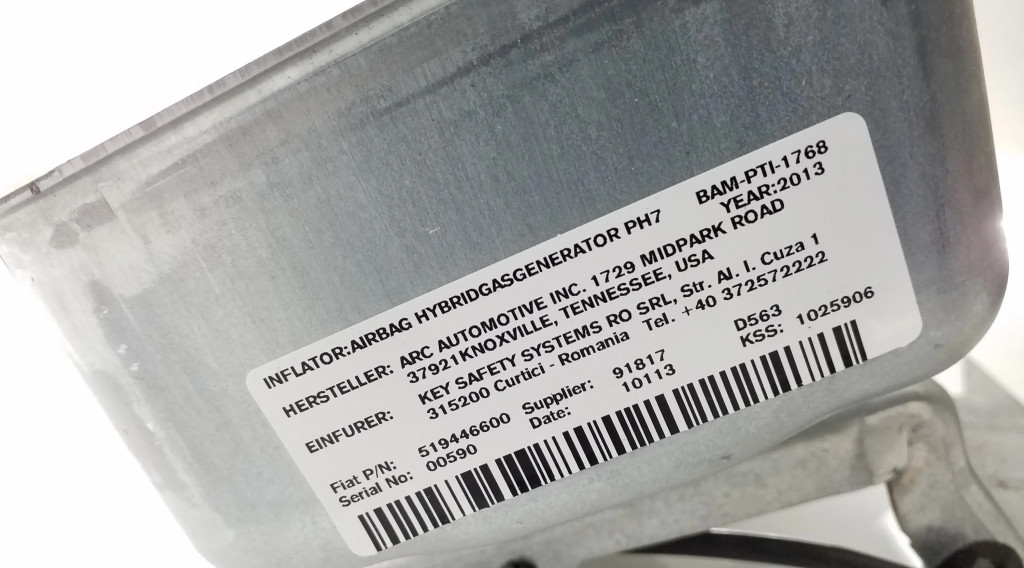 INFLATOR:AIRBAG HYBRIDGASGENERATOR PH7 BAM-PTI-1768
YEAR:2013
HERSTELLER: ARC AUTOMOTIVE INC. 1729 MIDPARK ROAD
37921KNOXVILLE, TENNESSEE, USA
EINFURER: KEY SAFETY SYSTEMS RO SRL, Str. Al. I. Cuza 1
315200 Curtici - Romania Tel. +40 372572222
Fiat P/N: 519446600 Supplier: 91817 D563
Serial No: 00590 Date: 10113 KSS: 1025906